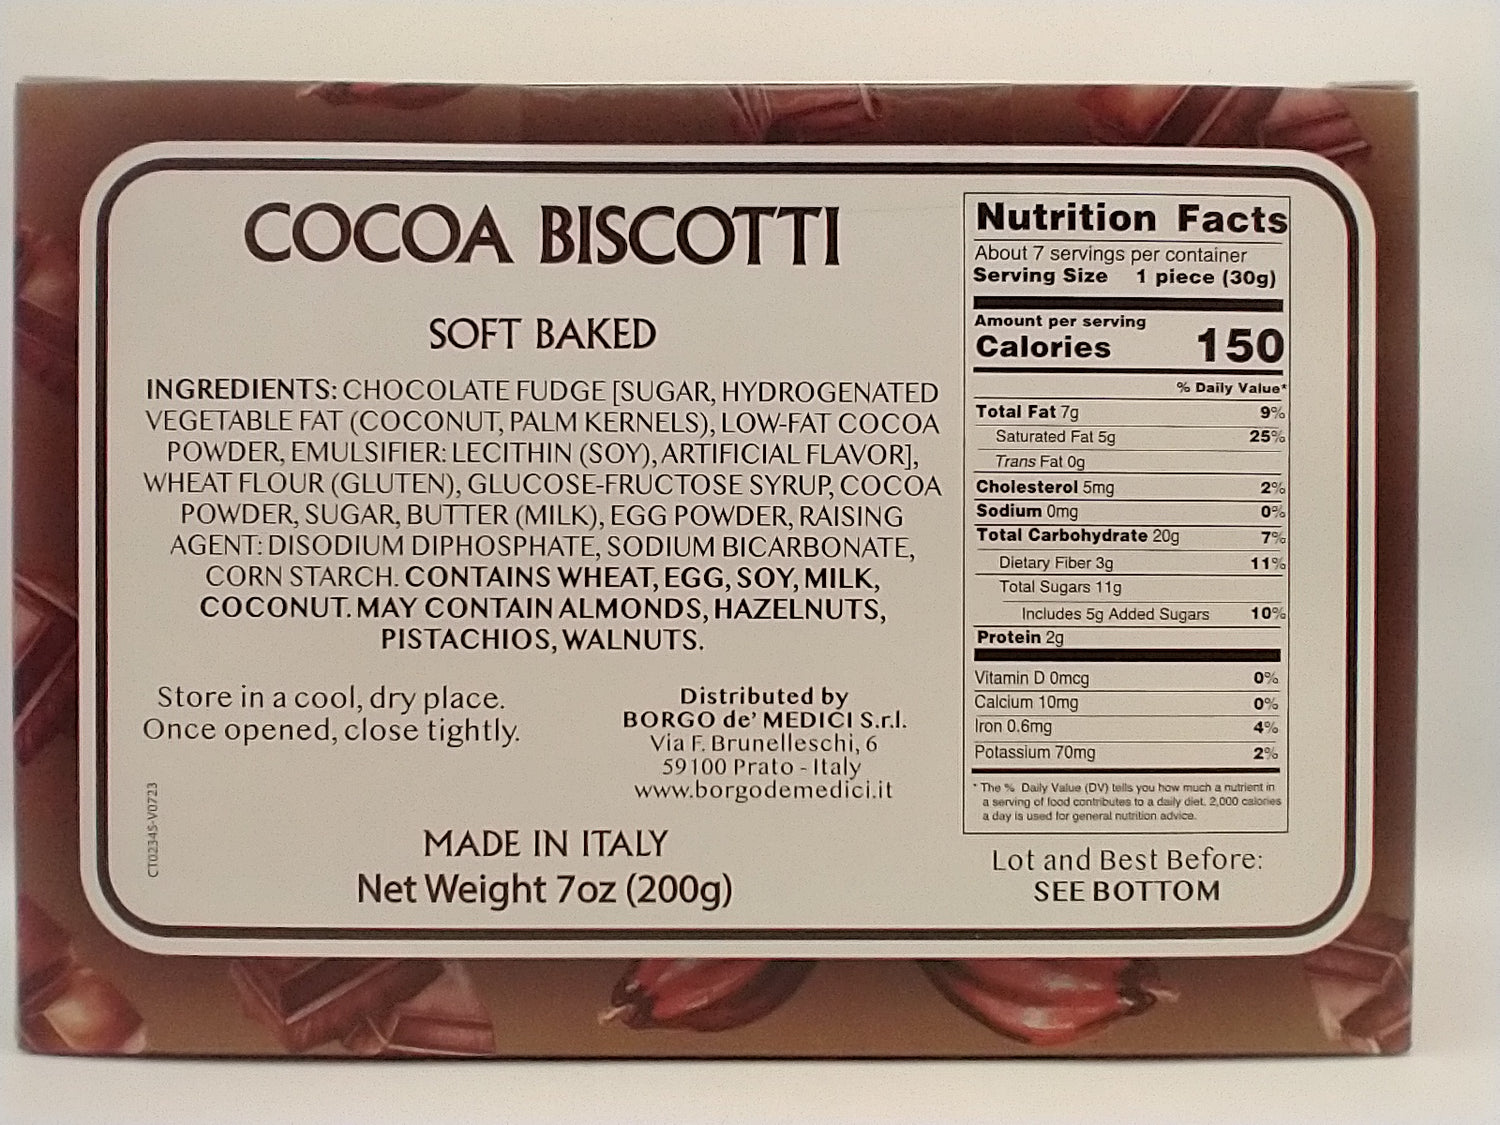 COCOA BISCOTTI
SOFT BAKED
INGREDIENTS: CHOCOLATE FUDGE [SUGAR, HYDROGENATED
VEGETABLE FAT (COCONUT, PALM KERNELS), LOW-FAT COCOA
POWDER, EMULSIFIER: LECITHIN (SOY), ARTIFICIAL FLAVOR],
WHEAT FLOUR (GLUTEN), GLUCOSE-FRUCTOSE SYRUP, COCOA
POWDER, SUGAR, BUTTER (MILK), EGG POWDER, RAISING
AGENT: DISODIUM DIPHOSPHATE, SODIUM BICARBONATE,
CORN STARCH. CONTAINS WHEAT, EGG, SOY, MILK,
COCONUT. MAY CONTAIN ALMONDS, HAZELNUTS,
PISTACHIOS, WALNUTS.
Store in a cool, dry place.
Once opened, close tightly.
Distributed by
BORGO de' MEDICI S.r.l.
Via F. Brunelleschi, 6
59100 Prato - Italy
www.borgodemedici.it
CT02345-V0723
MADE IN ITALY
Net Weight 7oz (200g)
Nutrition Facts
About 7 servings per container
Serving Size 1 piece (30g)
Amount per serving
Calories 150
% Daily Value*
Total Fat 7g 9%
Saturated Fat 5g 25%
Trans Fat 0g
Cholesterol 5mg 2%
Sodium 0mg 0%
Total Carbohydrate 20g 7%
Dietary Fiber 3g 11%
Total Sugars 11g
Includes 5g Added Sugars 10%
Protein 2g
Vitamin D 0mcg 0%
Calcium 10mg 0%
Iron 0.6mg 4%
Potassium 70mg 2%
* The % Daily Value (DV) tells you how much a nutrient in
a serving of food contributes to a daily diet. 2,000 calories
a day is used for general nutrition advice.
Lot and Best Before:
SEE BOTTOM